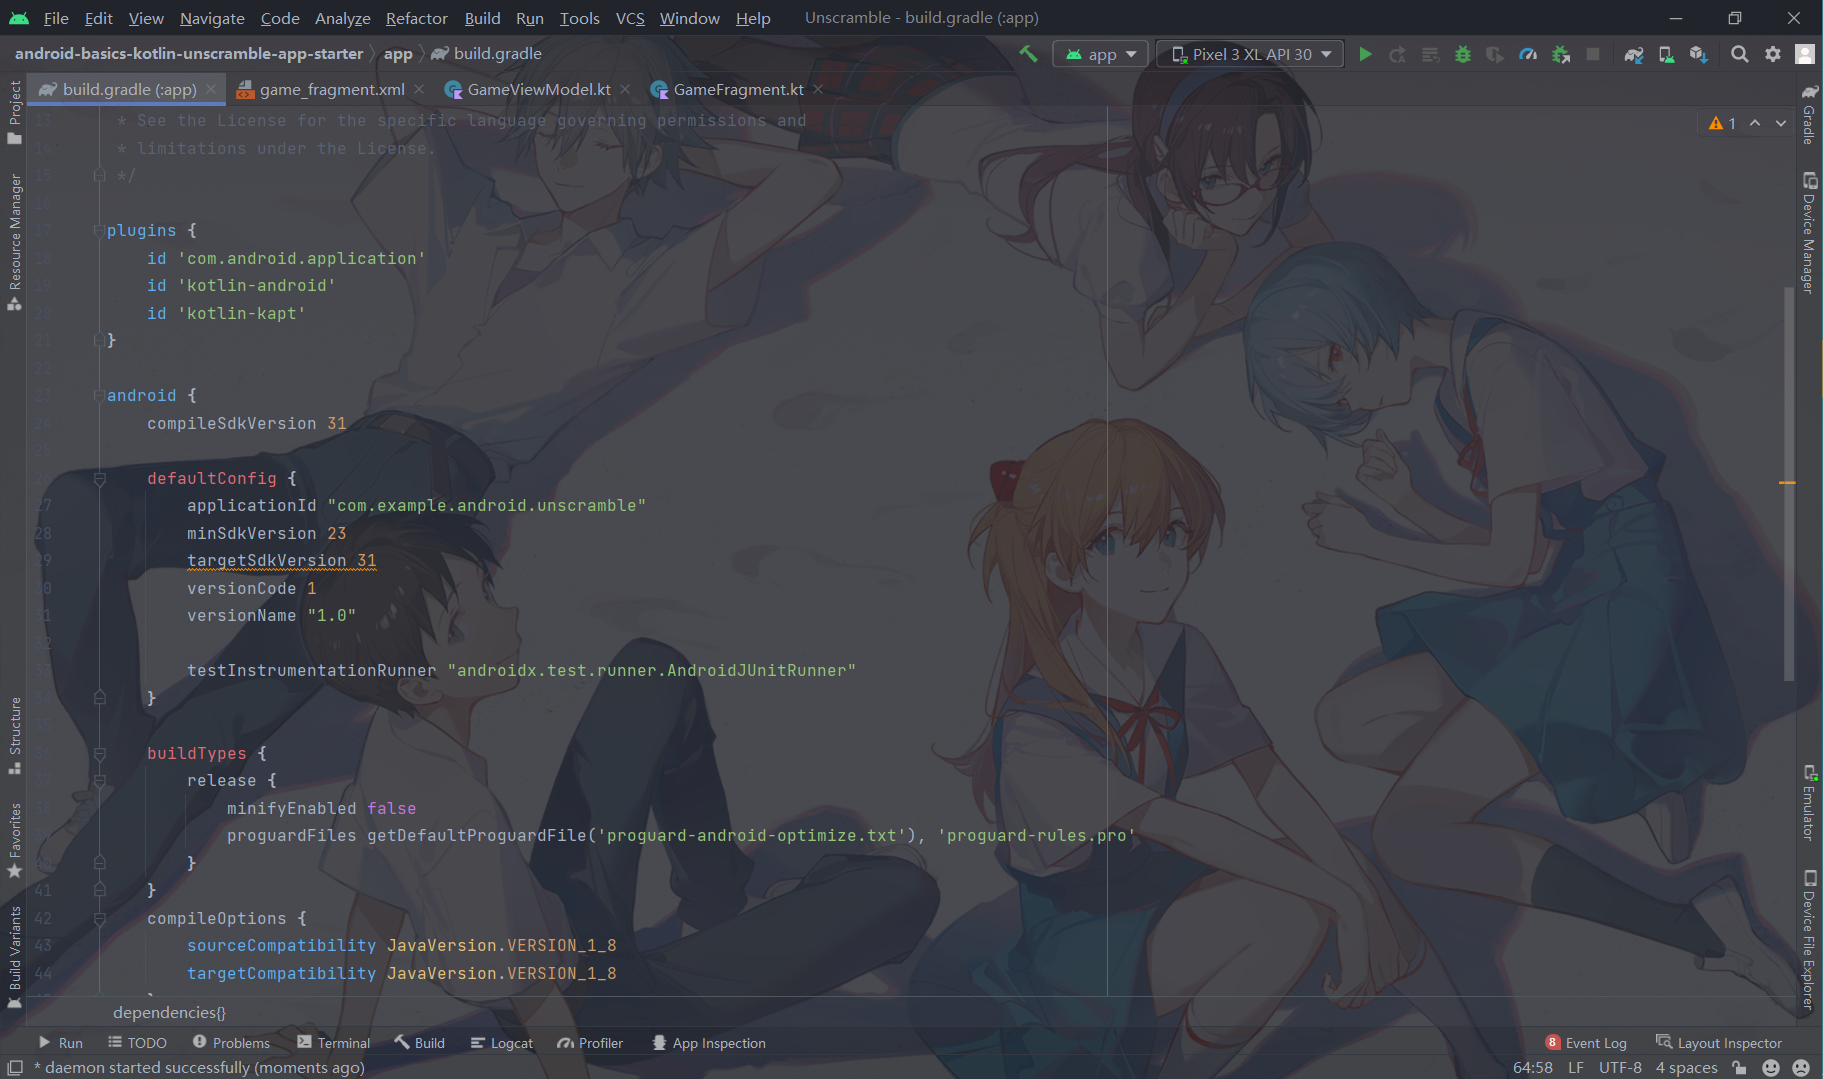 File Edit View Navigate Code Analyze Refactor Build Run Tools VCS Window Help Unscramble - build.gradle (:app)
android-basics-kotlin-unscramble-app-starter app build.gradle app Pixel 3 XL API 30
build.gradle (:app) game_fragment.xml GameViewModel.kt GameFragment.kt
Project
Resource Manager
Structure
Favorites
Build Variants
13 * See the License for the specific language governing permissions and
14 * limitations under the License.
15 */
16
17 plugins {
18 id 'com.android.application'
19 id 'kotlin-android'
20 id 'kotlin-kapt'
21 }
22
23 android {
24 compileSdkVersion 31
25
26 defaultConfig {
27 applicationId "com.example.android.unscramble"
28 minSdkVersion 23
29 targetSdkVersion 31
30 versionCode 1
31 versionName "1.0"
32
33 testInstrumentationRunner "androidx.test.runner.AndroidJUnitRunner"
34 }
35
36 buildTypes {
37 release {
38 minifyEnabled false
39 proguardFiles getDefaultProguardFile('proguard-android-optimize.txt'), 'proguard-rules.pro'
40 }
41 }
42 compileOptions {
43 sourceCompatibility JavaVersion.VERSION_1_8
44 targetCompatibility JavaVersion.VERSION_1_8
1
Gradle
Device Manager
Emulator
Device File Explorer
dependencies{}
Run TODO Problems Terminal Build Logcat Profiler App Inspection 8 Event Log Layout Inspector
* daemon started successfully (moments ago) 64:58 LF UTF-8 4 spaces